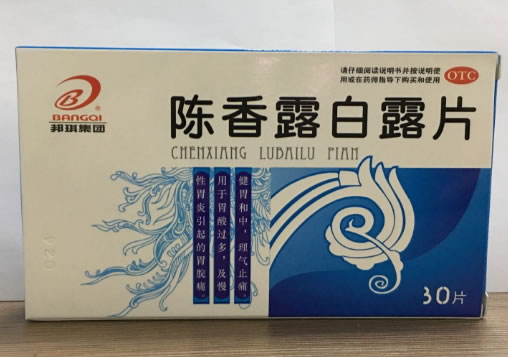 请仔细阅读说明书并按说明使
用或在药师指导下购买和使用
OTC
BANGQI
邦琪集团
陈香露白露片
CHENXIANG LUBAILU PIAN
健胃和中，理气止痛。
用于胃酸过多，及慢
性胃炎引起的胃脘痛。
30片